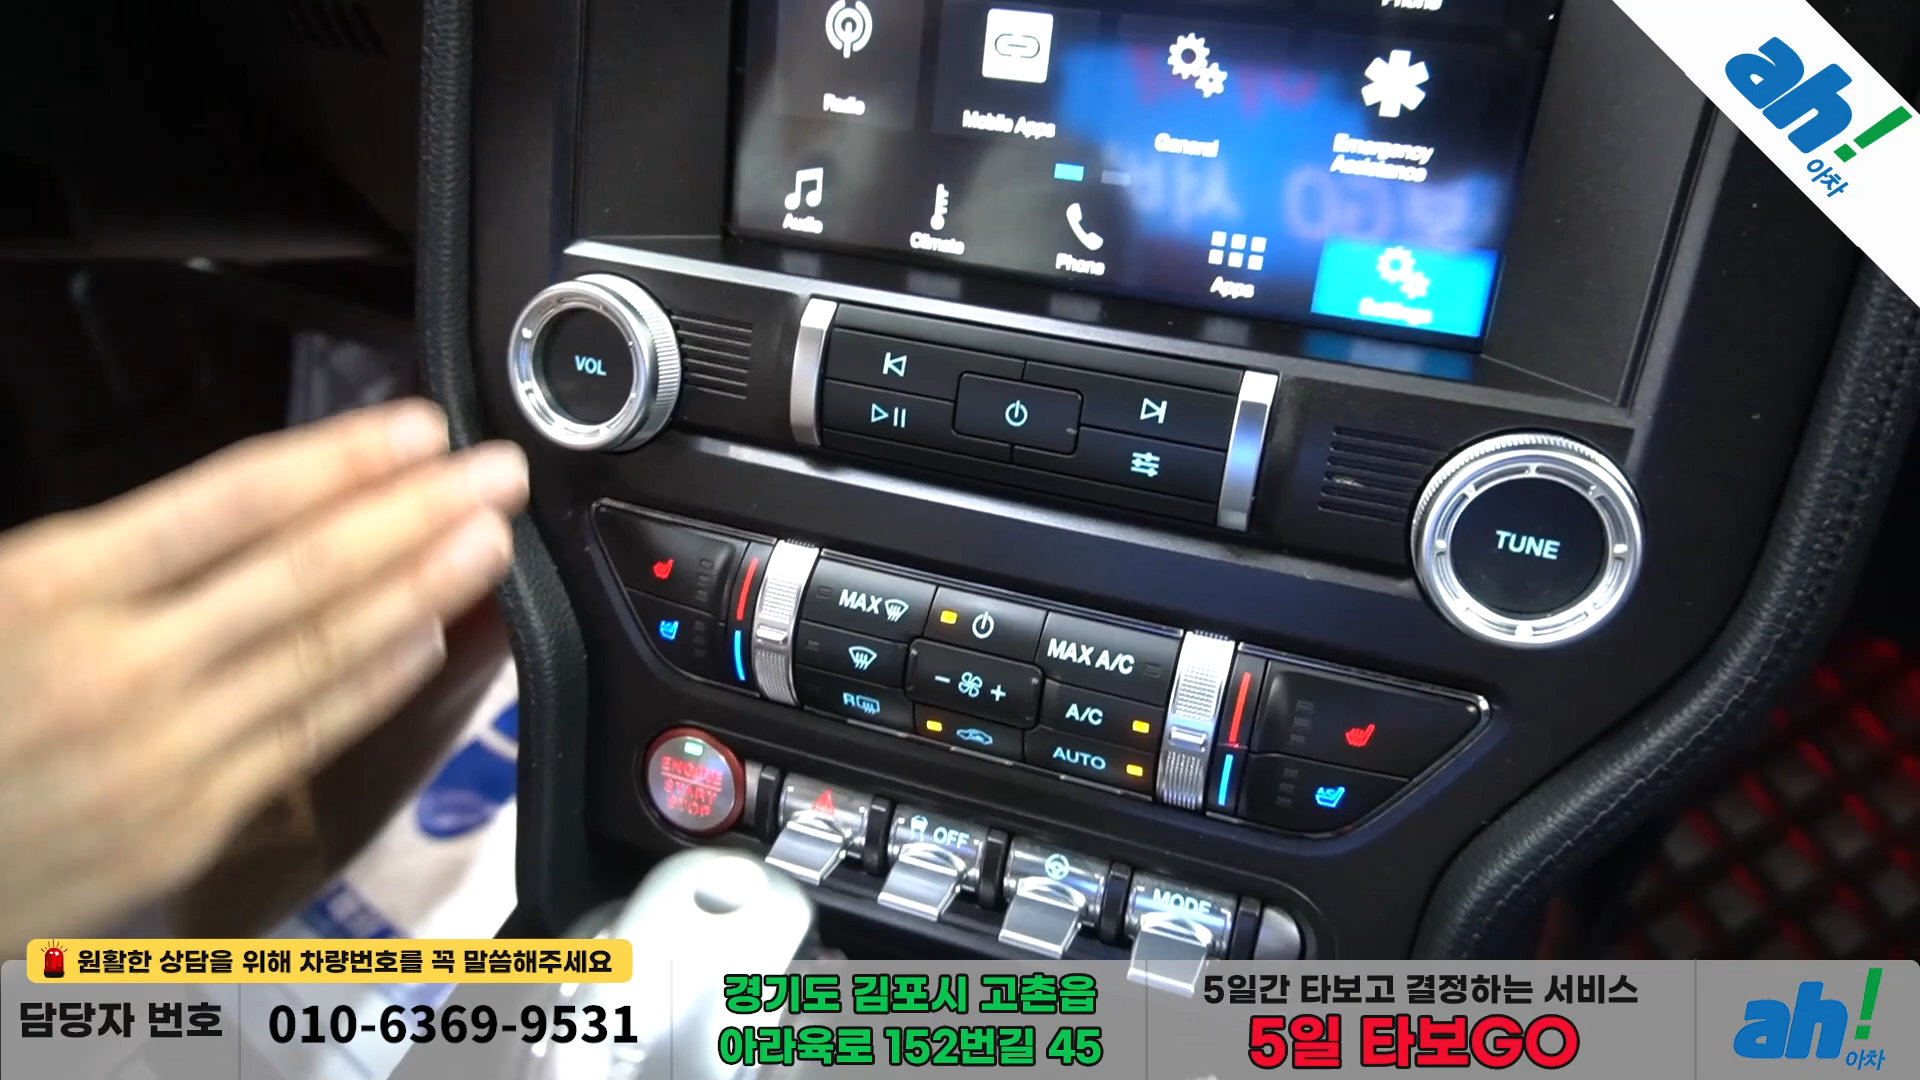 Phone
Radio
Mobile Apps
General
Emergency
Assistance
Audio
Climate
Phone
Apps
Settings
ah!
아차
VOL
TUNE
MAX
MAX A/C
R
A/C
AUTO
A/C
ENGINE
START
STOP
OFF
MODE
원활한 상담을 위해 차량번호를 꼭 말씀해주세요
담당자 번호
010-6369-9531
경기도 김포시 고촌읍
아라육로 152번길 45
5일간 타보고 결정하는 서비스
5일 타보GO
ah!
아차